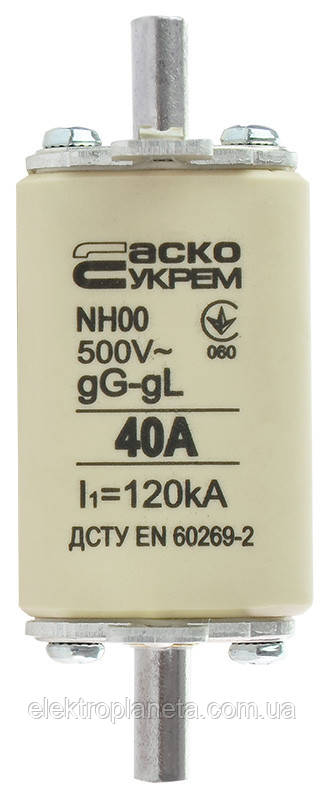 аско
УКРЕМ
NH00
500V~
060
gG-gL
40A
I₁=120kA
ДСТУ EN 60269-2
elektroplaneta.com.ua